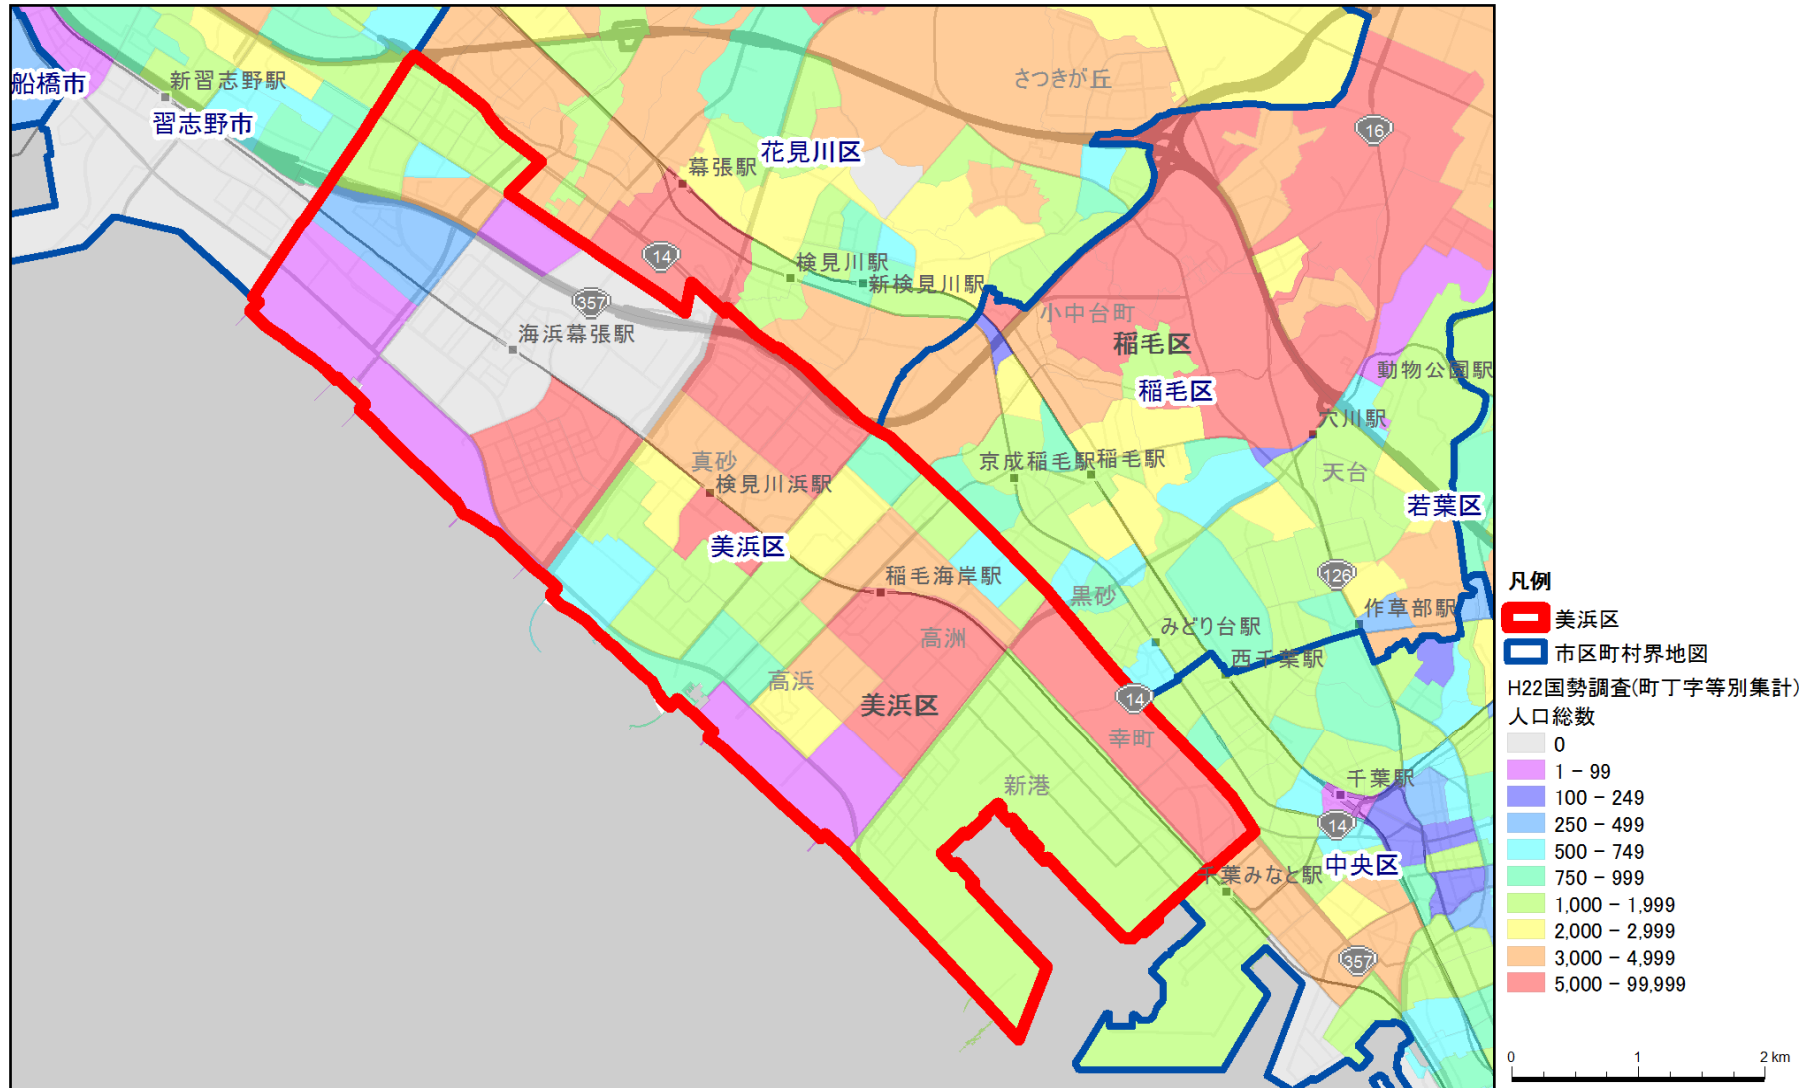 船橋市
新習志野駅
習志野市
さつきが丘
16
花見川区
幕張駅
14
検見川駅
新検見川駅
357
海浜幕張駅
小中台町
稲毛区
稲毛区
動物公園駅
穴川駅
天台
若葉区
真砂
検見川浜駅
京成稲毛駅
稲毛駅
美浜区
稲毛海岸駅
黒砂
126
作草部駅
みどり台駅
西千葉駅
高洲
高浜
美浜区
14
幸町
新港
千葉駅
14
中央区
千葉みなと駅
357
凡例
美浜区
市区町村界地図
H22国勢調査(町丁字等別集計)
人口総数
0
1 - 99
100 - 249
250 - 499
500 - 749
750 - 999
1,000 - 1,999
2,000 - 2,999
3,000 - 4,999
5,000 - 99,999
0 1 2 km